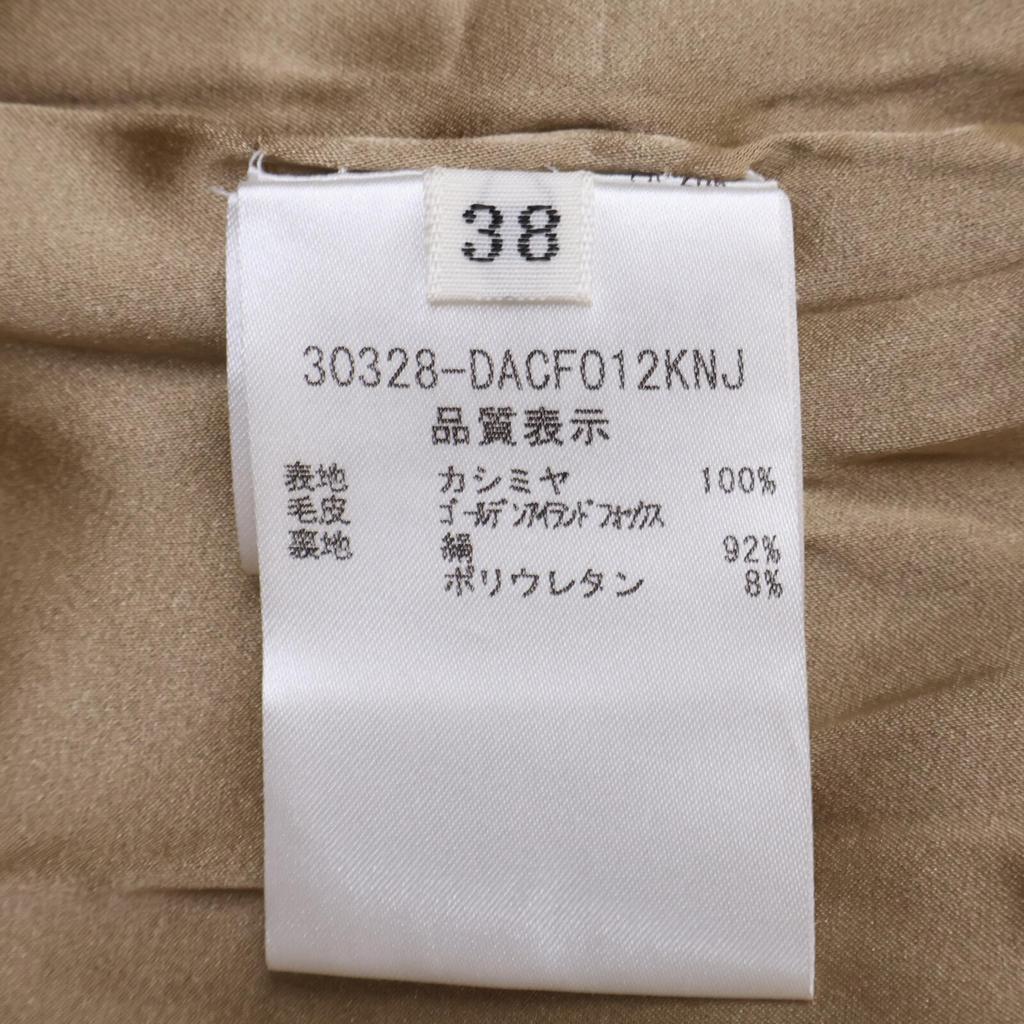 38
30328-DACF012KNJ
品質表示
表地 カシミヤ 100%
毛皮 ｺﾞｰﾙﾃﾞﾝｱｲﾗﾝﾄﾞﾌｫｯｸｽ
裏地 絹 92%
ポリウレタン 8%